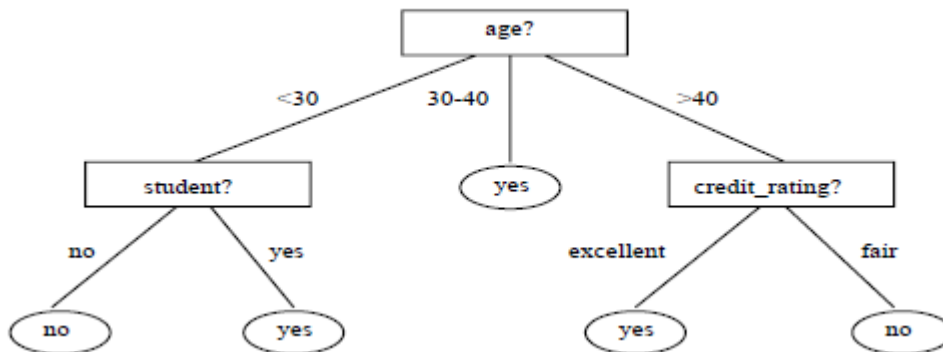 age?
<30
30-40
>40
student?
yes
credit_rating?
no
yes
excellent
fair
no
yes
yes
no